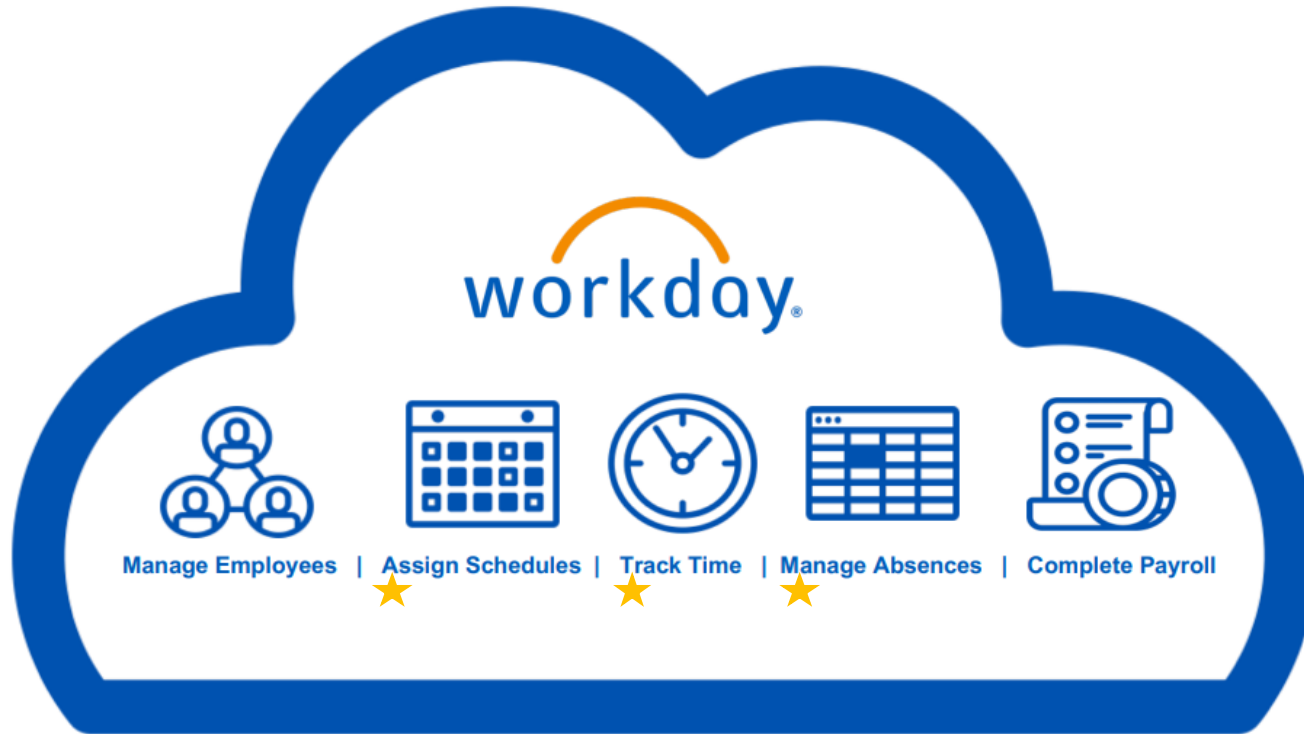 workday®
Manage Employees | Assign Schedules | Track Time | Manage Absences | Complete Payroll